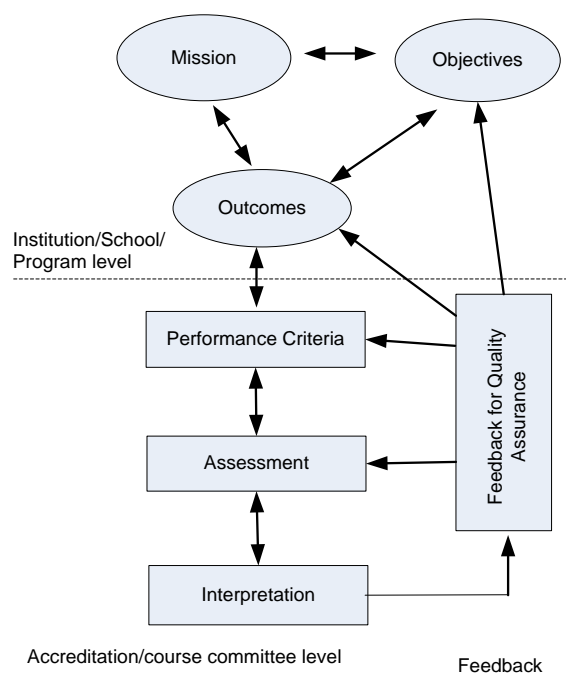 Mission
Objectives
Outcomes
Institution/School/
Program level
Performance Criteria
Feedback for Quality
Assurance
Assessment
Interpretation
Accreditation/course committee level
Feedback